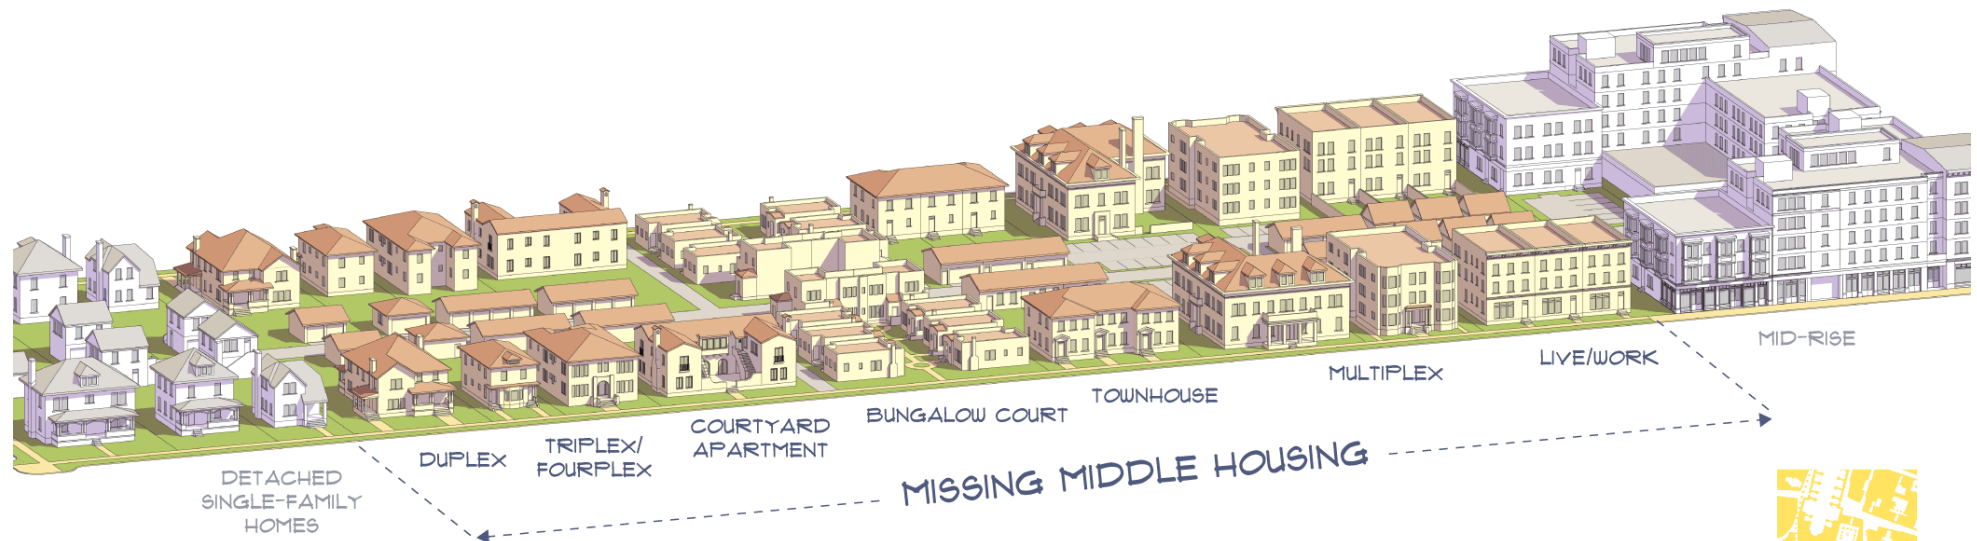 DETACHED
SINGLE-FAMILY
HOMES
DUPLEX
TRIPLEX/
FOURPLEX
COURTYARD
APARTMENT
BUNGALOW COURT
TOWNHOUSE
MULTIPLEX
LIVE/WORK
MID-RISE
MISSING MIDDLE HOUSING